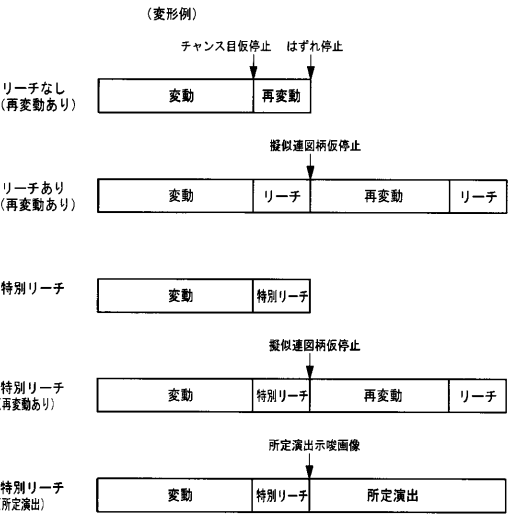 (変形例)
チャンス目仮停止 はずれ停止
リーチなし
(再変動あり)
変動 再変動
擬似連図柄仮停止
リーチあり
(再変動あり)
変動 リーチ 再変動 リーチ
特別リーチ
変動 特別リーチ
擬似連図柄仮停止
特別リーチ
(再変動あり)
変動 特別リーチ 再変動 リーチ
所定演出示唆画像
特別リーチ
(所定演出)
変動 特別リーチ 所定演出